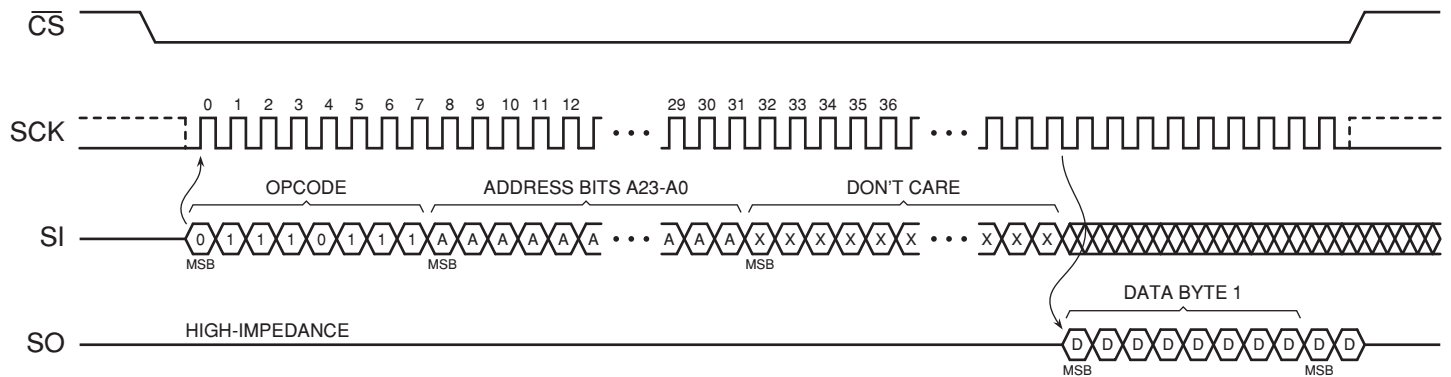 CS
0 1 2 3 4 5 6 7 8 9 10 11 12 29 30 31 32 33 34 35 36
SCK
OPCODE ADDRESS BITS A23-A0 DON'T CARE
SI 0 1 1 1 0 1 1 1 A A A A A A A A A X X X X X X X X X
MSB MSB MSB
DATA BYTE 1
HIGH-IMPEDANCE
SO D D D D D D D D D D
MSB MSB